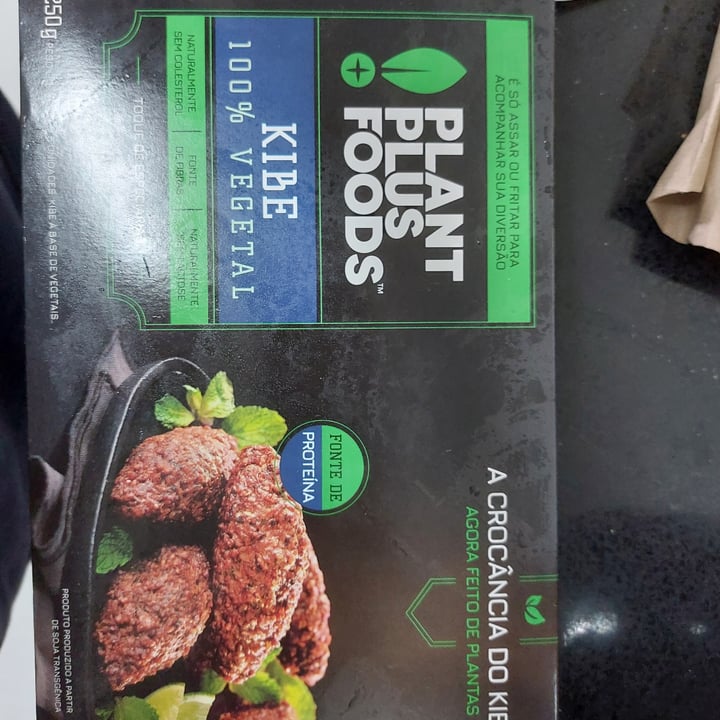 É SÓ ASSAR OU FRITAR PARA
ACOMPANHAR SUA DIVERSÃO
PLANT
PLUS
FOODS™
KIBE
100% VEGETAL
NATURALMENTE
SEM COLESTEROL
FONTE
DE FIBRAS
NATURALMENTE
SEM LACTOSE
KIBE À BASE DE VEGETAIS
250g
A CROCÂNCIA DO KIB
AGORA FEITO DE PLANTAS
FONTE DE
PROTEÍNA
PRODUTO PRODUZIDO A PARTIR
DE SOJA TRANSGÊNICA